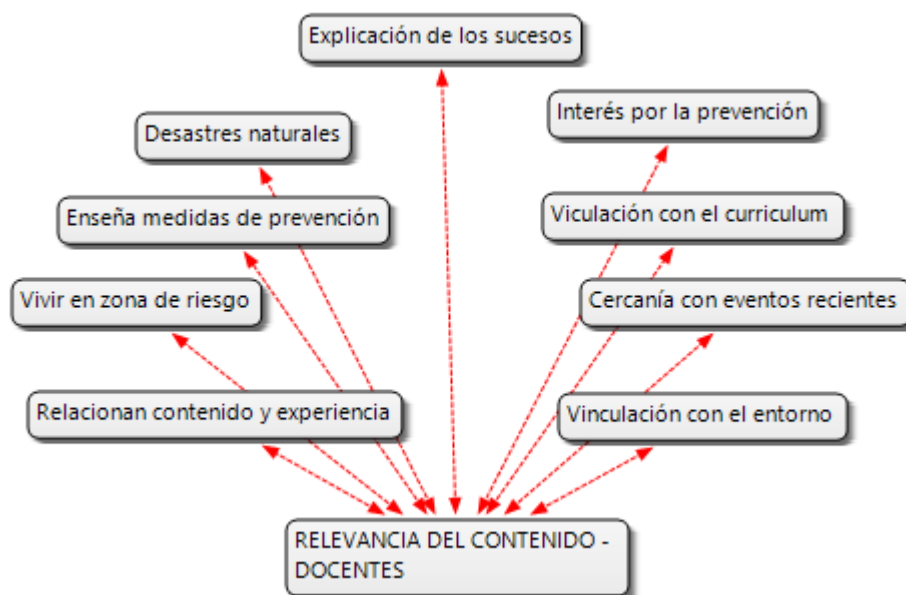 Explicación de los sucesos
Interés por la prevención
Desastres naturales
Enseña medidas de prevención
Viculación con el curriculum
Vivir en zona de riesgo
Cercanía con eventos recientes
Relacionan contenido y experiencia
Vinculación con el entorno
RELEVANCIA DEL CONTENIDO -
DOCENTES